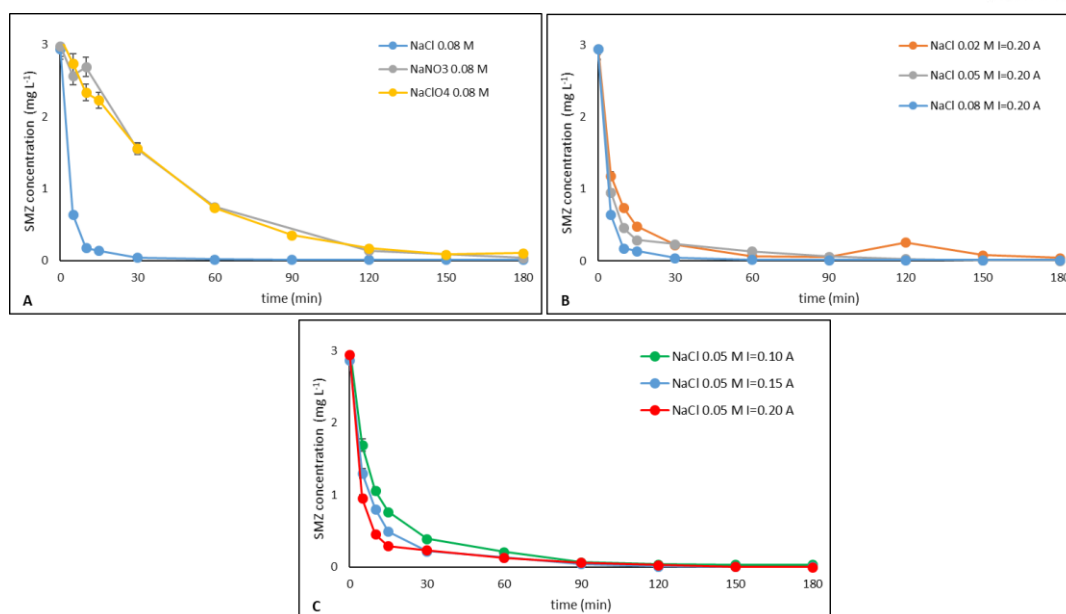 3
2
1
0
SMZ concentration (mg L-1)
NaCl 0.08 M
NaNO3 0.08 M
NaClO4 0.08 M
0 30 60 90 120 150 180
time (min)
A
3
2
1
0
SMZ concentration (mg L-1)
NaCl 0.02 M I=0.20 A
NaCl 0.05 M I=0.20 A
NaCl 0.08 M I=0.20 A
0 30 60 90 120 150 180
time (min)
B
3
2
1
0
SMZ concentration (mg L-1)
NaCl 0.05 M I=0.10 A
NaCl 0.05 M I=0.15 A
NaCl 0.05 M I=0.20 A
0 30 60 90 120 150 180
time (min)
C